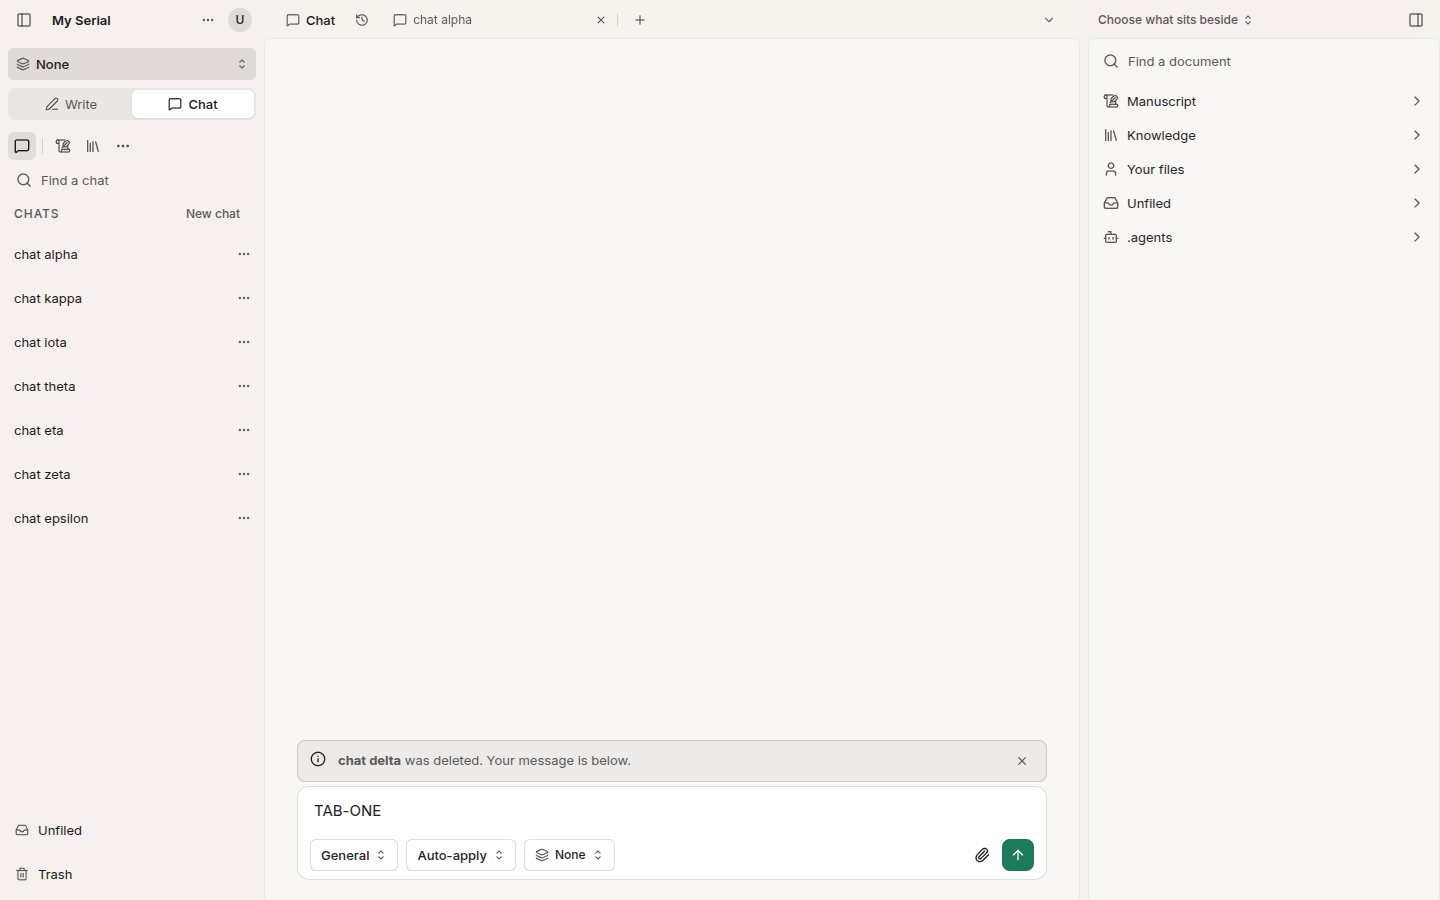 My Serial
U
None
Write
Chat
Find a chat
CHATS
New chat
chat alpha
chat kappa
chat iota
chat theta
chat eta
chat zeta
chat epsilon
Unfiled
Trash
Chat
chat alpha
chat delta was deleted. Your message is below.
TAB-ONE
General
Auto-apply
None
Choose what sits beside
Find a document
Manuscript
Knowledge
Your files
Unfiled
.agents